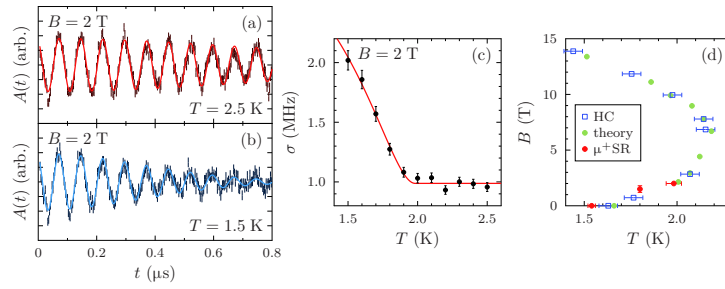 B = 2 T
(a)
A(t) (arb.)
T = 2.5 K
B = 2 T
(b)
A(t) (arb.)
T = 1.5 K
0
0.2
0.4
0.6
0.8
t (μs)
B = 2 T
(c)
2.0
1.5
1.0
σ (MHz)
1.5
2.0
2.5
T (K)
(d)
15
10
5
0
B (T)
HC
theory
μ⁺SR
1.5
2.0
T (K)